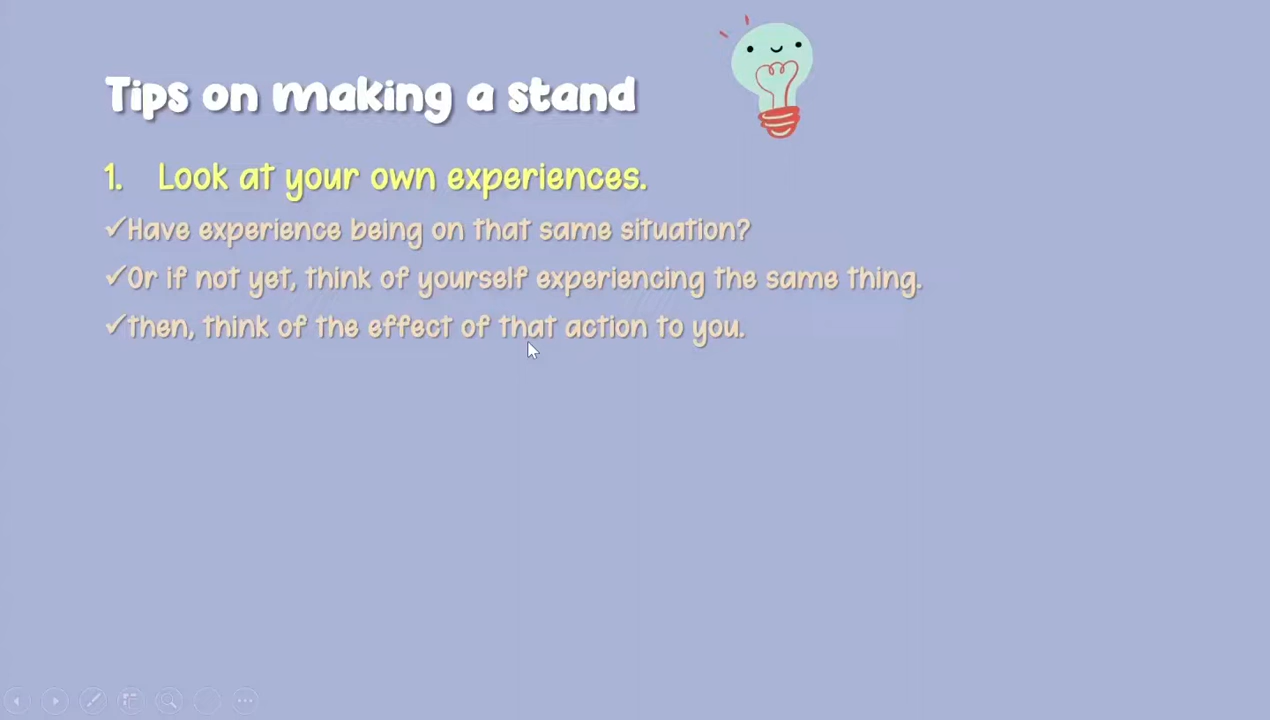 Tips on making a stand
1. Look at your own experiences.
✓Have experience being on that same situation?
✓Or if not yet, think of yourself experiencing the same thing.
✓then, think of the effect of that action to you.